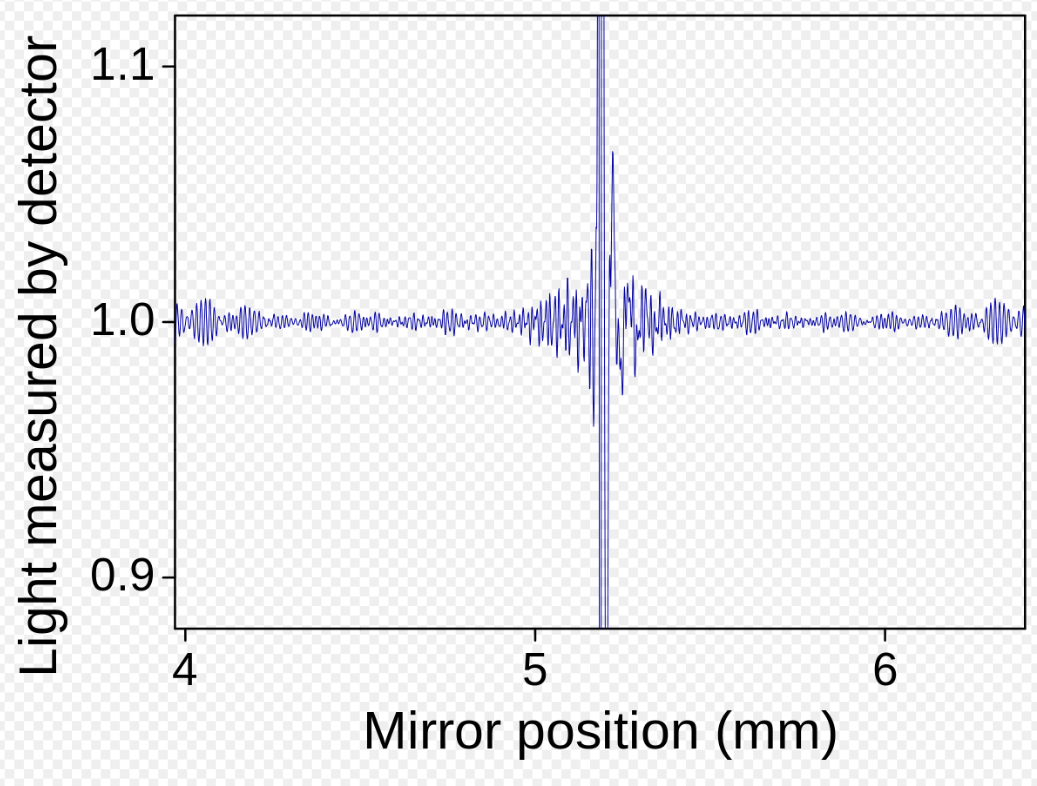 Light measured by detector
1.1
1.0
0.9
4 5 6
Mirror position (mm)